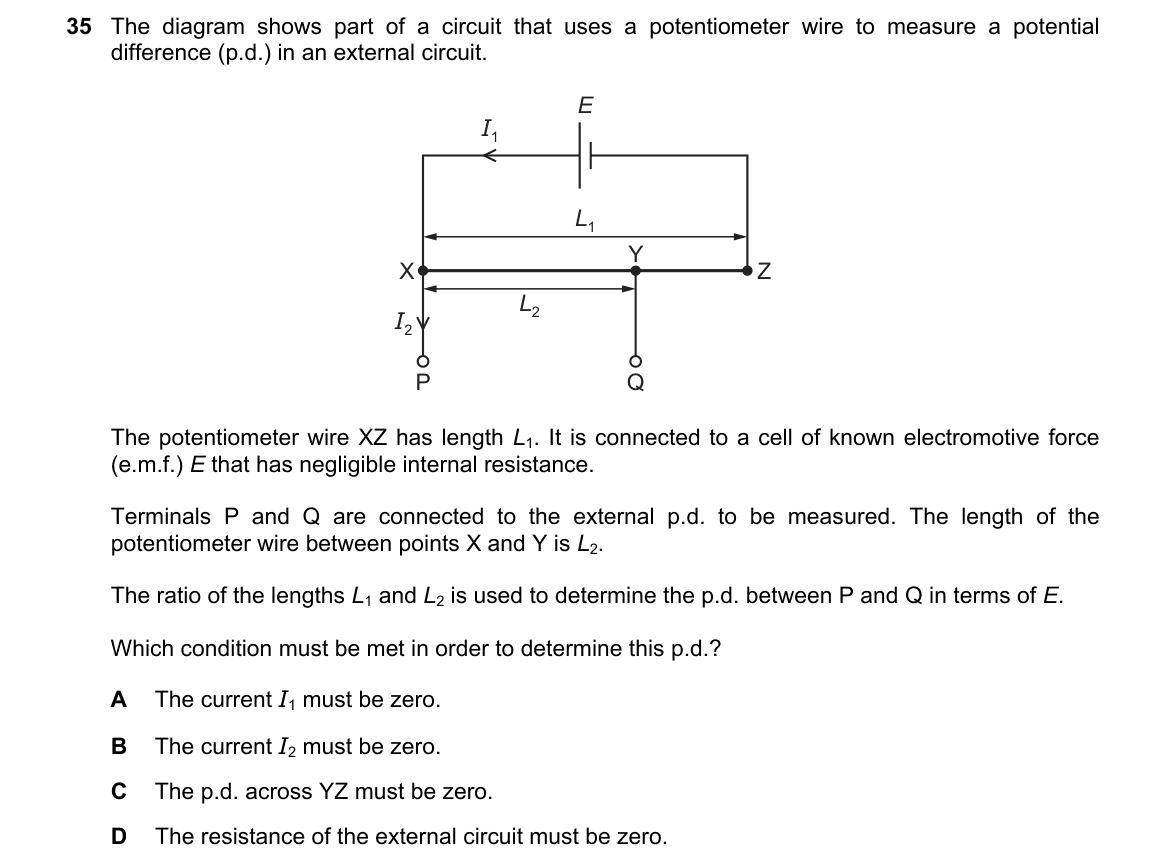 35 The diagram shows part of a circuit that uses a potentiometer wire to measure a potential
difference (p.d.) in an external circuit.
E
I₁
L₁
Y
X
Z
L₂
I₂
P
Q
The potentiometer wire XZ has length L₁. It is connected to a cell of known electromotive force
(e.m.f.) E that has negligible internal resistance.
Terminals P and Q are connected to the external p.d. to be measured. The length of the
potentiometer wire between points X and Y is L₂.
The ratio of the lengths L₁ and L₂ is used to determine the p.d. between P and Q in terms of E.
Which condition must be met in order to determine this p.d.?
A The current I₁ must be zero.
B The current I₂ must be zero.
C The p.d. across YZ must be zero.
D The resistance of the external circuit must be zero.